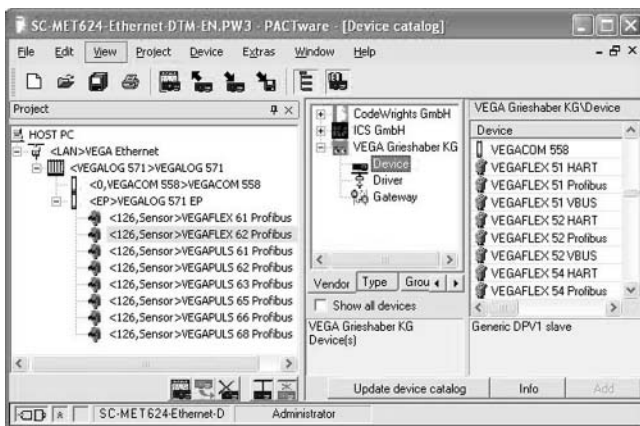 SC-MET624-Ethernet-DTM-EN.PW3 - PACTware - [Device catalog]
File Edit View Project Device Extras Window Help
Project
HOST PC
<LAN>VEGA Ethernet
<VEGALOG 571>VEGALOG 571
<0,VEGACOM 558>VEGACOM 558
<EP>VEGALOG 571 EP
<126,Sensor>VEGAFLEX 61 Profibus
<126,Sensor>VEGAFLEX 62 Profibus
<126,Sensor>VEGAPULS 61 Profibus
<126,Sensor>VEGAPULS 62 Profibus
<126,Sensor>VEGAPULS 63 Profibus
<126,Sensor>VEGAPULS 65 Profibus
<126,Sensor>VEGAPULS 66 Profibus
<126,Sensor>VEGAPULS 68 Profibus
CodeWrights GmbH
ICS GmbH
VEGA Grieshaber KG
Device
Driver
Gateway
Vendor Type Grou
Show all devices
VEGA Grieshaber KG
Device(s)
VEGA Grieshaber KG\Device
Device
VEGACOM 558
VEGAFLEX 51 HART
VEGAFLEX 51 Profibus
VEGAFLEX 51 VBUS
VEGAFLEX 52 HART
VEGAFLEX 52 Profibus
VEGAFLEX 52 VBUS
VEGAFLEX 54 HART
VEGAFLEX 54 Profibus
Generic DPV1 slave
Update device catalog Info Add
SC-MET624-Ethernet-D Administrator